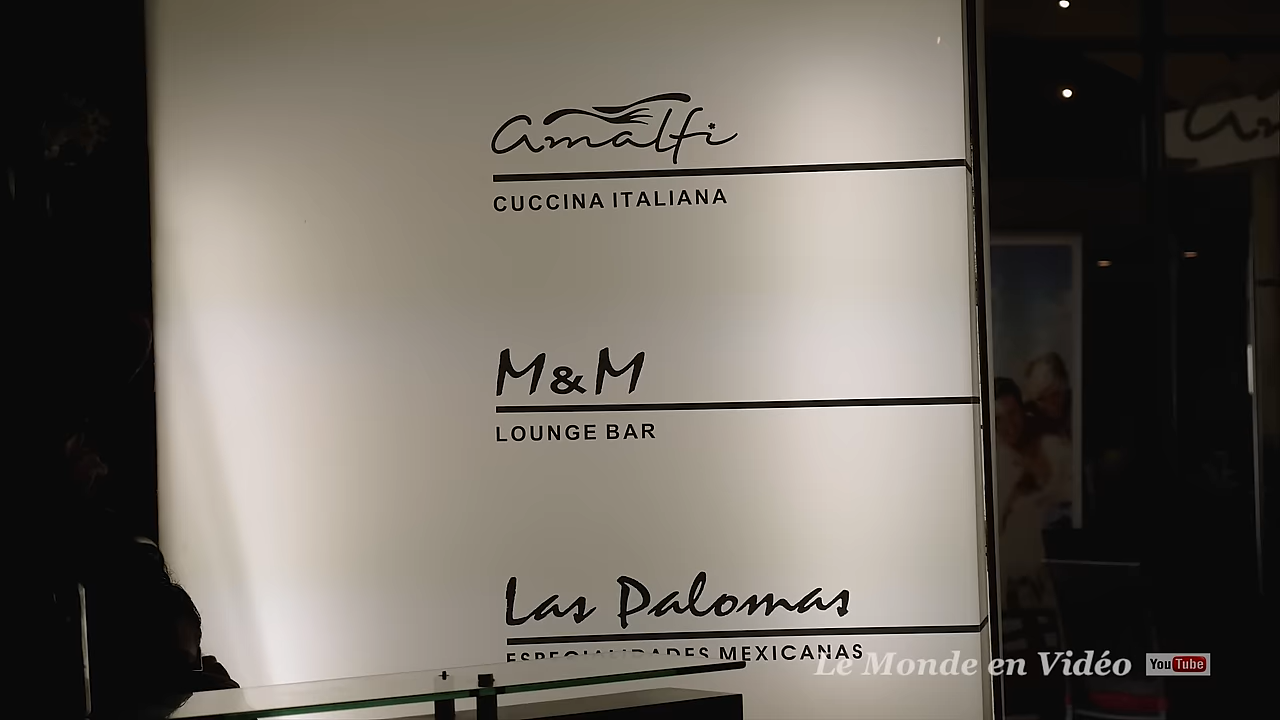 amalfi
CUCCINA ITALIANA
M&M
LOUNGE BAR
Las Palomas
ESPECIALIDADES MEXICANAS
Le Monde en Vidéo YouTube